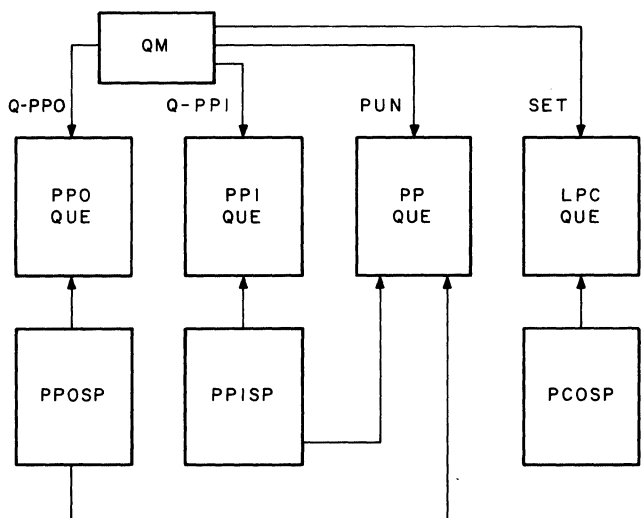 QM
Q-PPO
Q-PPI
PUN
SET
PPO
QUE
PPI
QUE
PP
QUE
LPC
QUE
PPOSP
PPISP
PCOSP